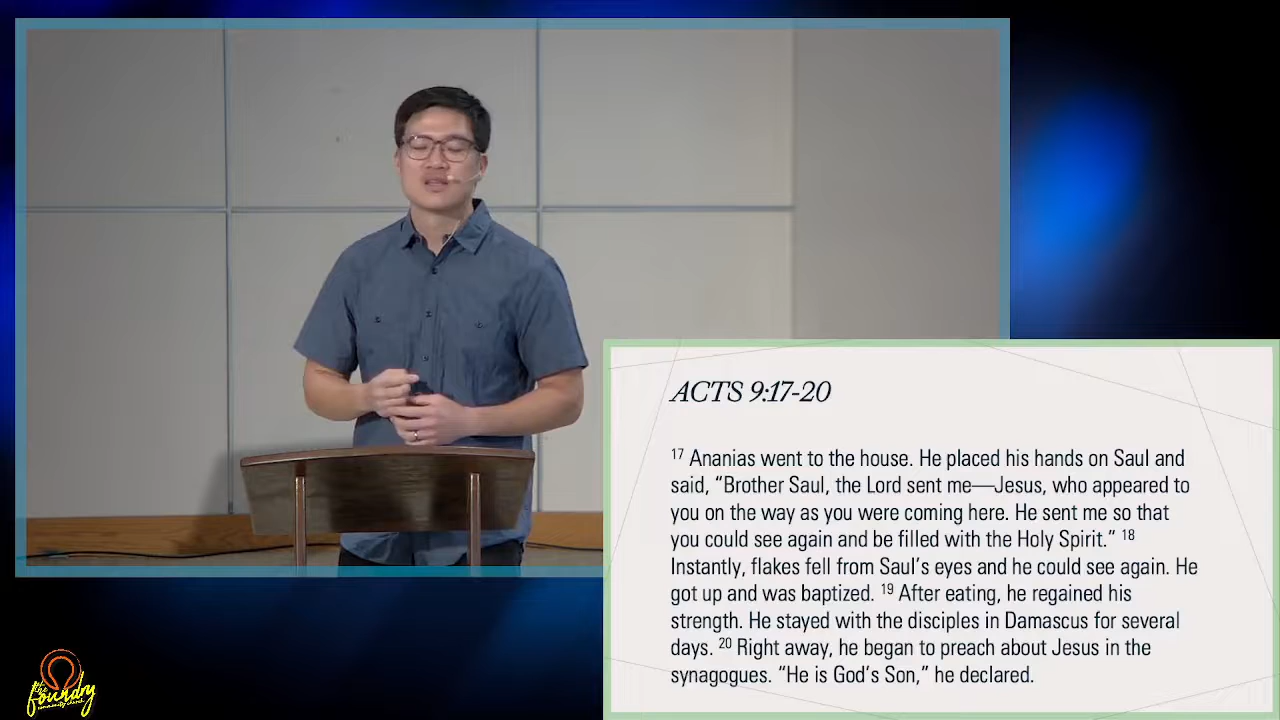 ACTS 9:17-20
17 Ananias went to the house. He placed his hands on Saul and
said, “Brother Saul, the Lord sent me—Jesus, who appeared to
you on the way as you were coming here. He sent me so that
you could see again and be filled with the Holy Spirit.” 18
Instantly, flakes fell from Saul’s eyes and he could see again. He
got up and was baptized. 19 After eating, he regained his
strength. He stayed with the disciples in Damascus for several
days. 20 Right away, he began to preach about Jesus in the
synagogues. “He is God’s Son,” he declared.
the
foundry
community church